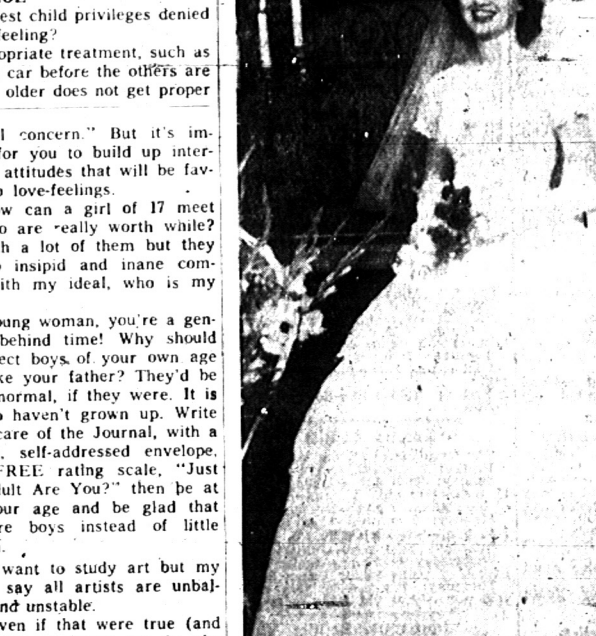 est child privileges denied
eeling?
opriate treatment, such as
car before the others are
older does not get proper
l concern." But it's im-
for you to build up inter-
attitudes that will be fav-
o love-feelings.
w can a girl of 17 meet
o are really worth while?
h a lot of them but they
insipid and inane com-
ith my ideal, who is my
oung woman, you're a gen-
behind time! Why should
ect boys of your own age
ke your father? They'd be
normal, if they were. It is
o haven't grown up. Write
care of the Journal, with a
, self-addressed envelope,
FREE rating scale, "Just
dult Are You?" then be at
our age and be glad that
re boys instead of little
want to study art but my
say all artists are unbal-
nd unstable.
ven if that were true (and